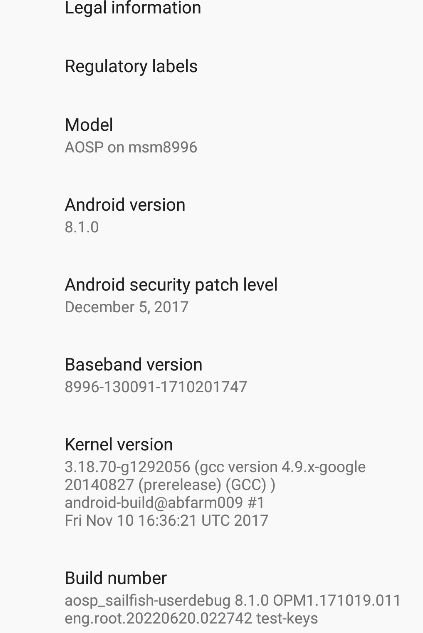 Legal information
Regulatory labels
Model
AOSP on msm8996
Android version
8.1.0
Android security patch level
December 5, 2017
Baseband version
8996-130091-1710201747
Kernel version
3.18.70-g1292056 (gcc version 4.9.x-google
20140827 (prerelease) (GCC) )
android-build@abfarm009 #1
Fri Nov 10 16:36:21 UTC 2017
Build number
aosp_sailfish-userdebug 8.1.0 OPM1.171019.011
eng.root.20220620.022742 test-keys